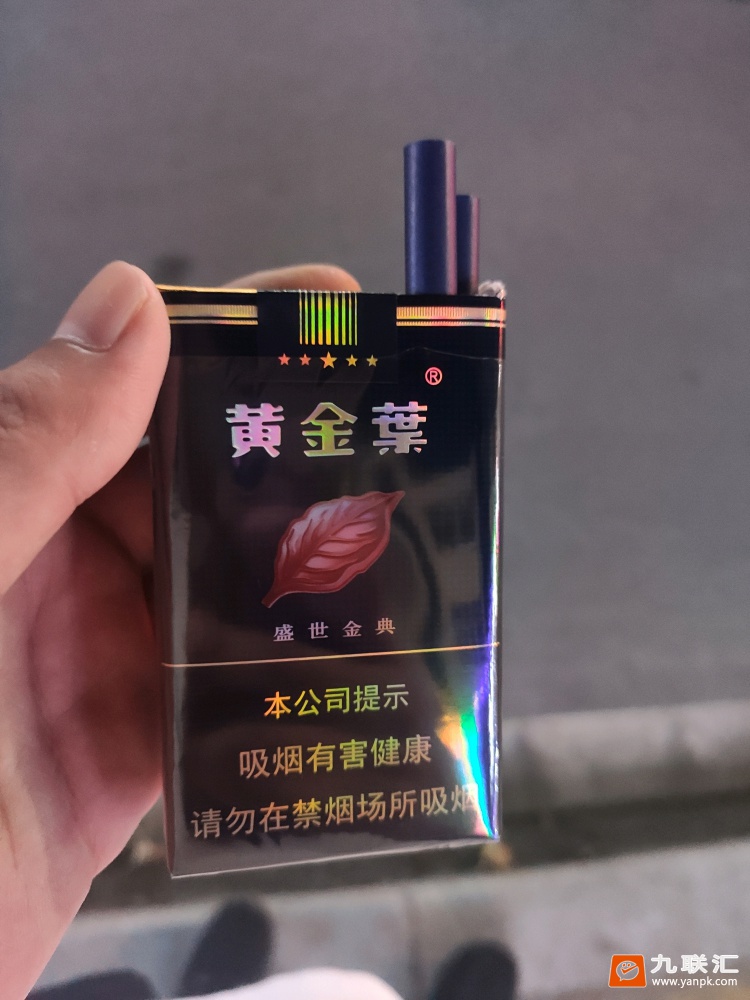 ®
黄金葉
盛世金典
本公司提示
吸烟有害健康
请勿在禁烟场所吸烟
九联汇
www.yanpk.com